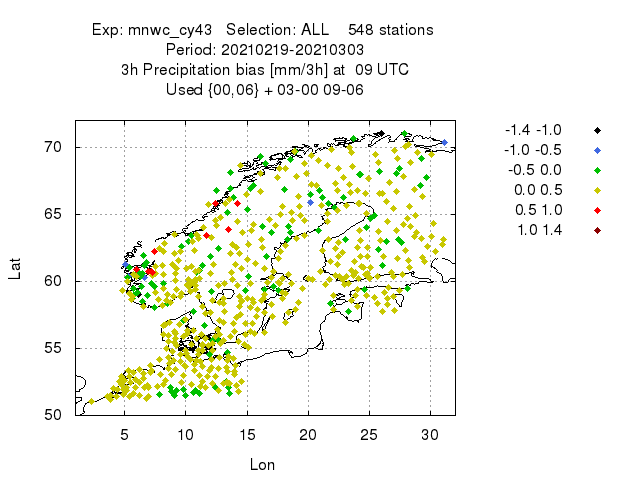 Exp: mnwc_cy43   Selection: ALL    548 stations
Period: 20210219-20210303
3h Precipitation bias [mm/3h] at  09 UTC
Used {00,06} + 03-00 09-06
-1.4 -1.0
-1.0 -0.5
-0.5 0.0
0.0 0.5
0.5 1.0
1.0 1.4
70
65
60
55
50
Lat
5 10 15 20 25 30
Lon